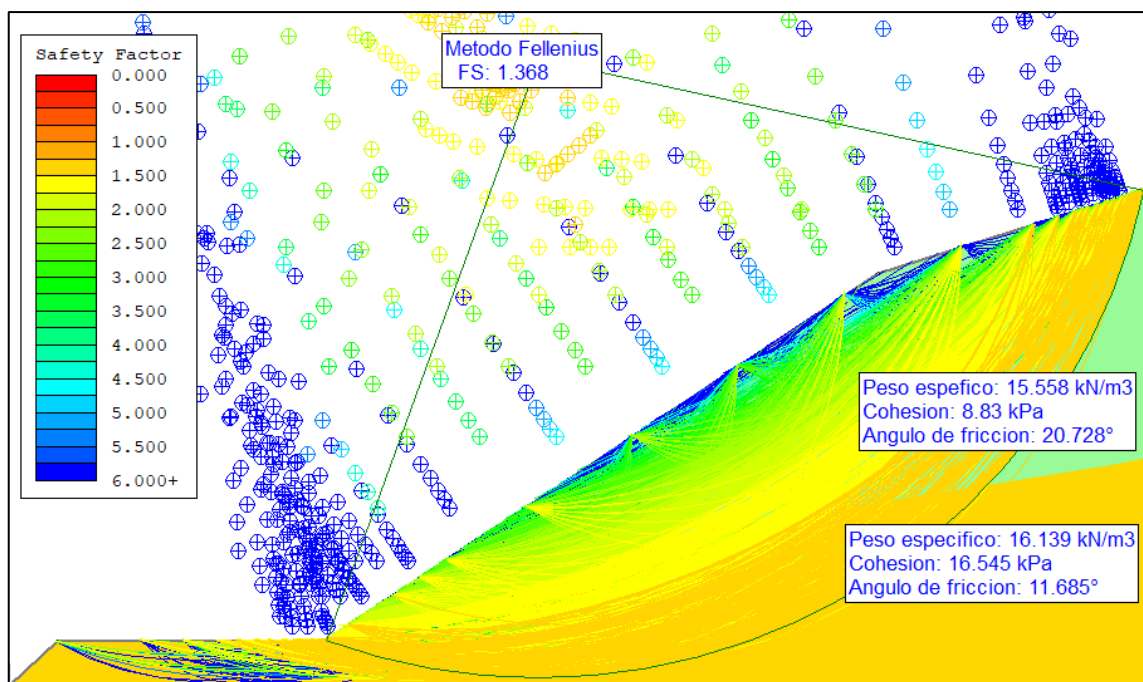 Safety Factor
0.000
0.500
1.000
1.500
2.000
2.500
3.000
3.500
4.000
4.500
5.000
5.500
6.000+
Metodo Fellenius
FS: 1.368
Peso espefico: 15.558 kN/m3
Cohesion: 8.83 kPa
Angulo de friccion: 20.728°
Peso especifico: 16.139 kN/m3
Cohesion: 16.545 kPa
Angulo de friccion: 11.685°